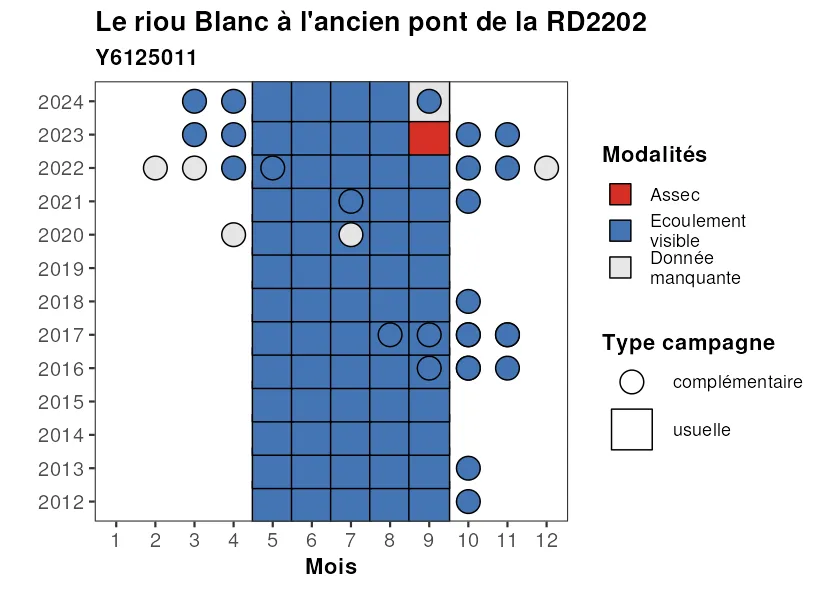 Le riou Blanc à l'ancien pont de la RD2202
Y6125011
2024
2023
2022
2021
2020
2019
2018
2017
2016
2015
2014
2013
2012
1 2 3 4 5 6 7 8 9 10 11 12
Mois
Modalités
Assec
Ecoulement
visible
Donnée
manquante
Type campagne
complémentaire
usuelle